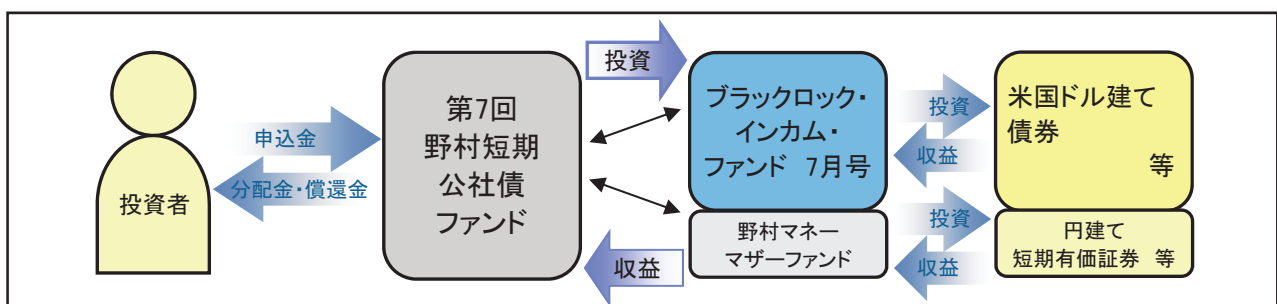 投資者
申込金
分配金・償還金
第7回
野村短期
公社債
ファンド
投資
収益
ブラックロック・
インカム・
ファンド 7月号
野村マネー
マザーファンド
投資
収益
投資
収益
米国ドル建て
債券
等
円建て
短期有価証券 等